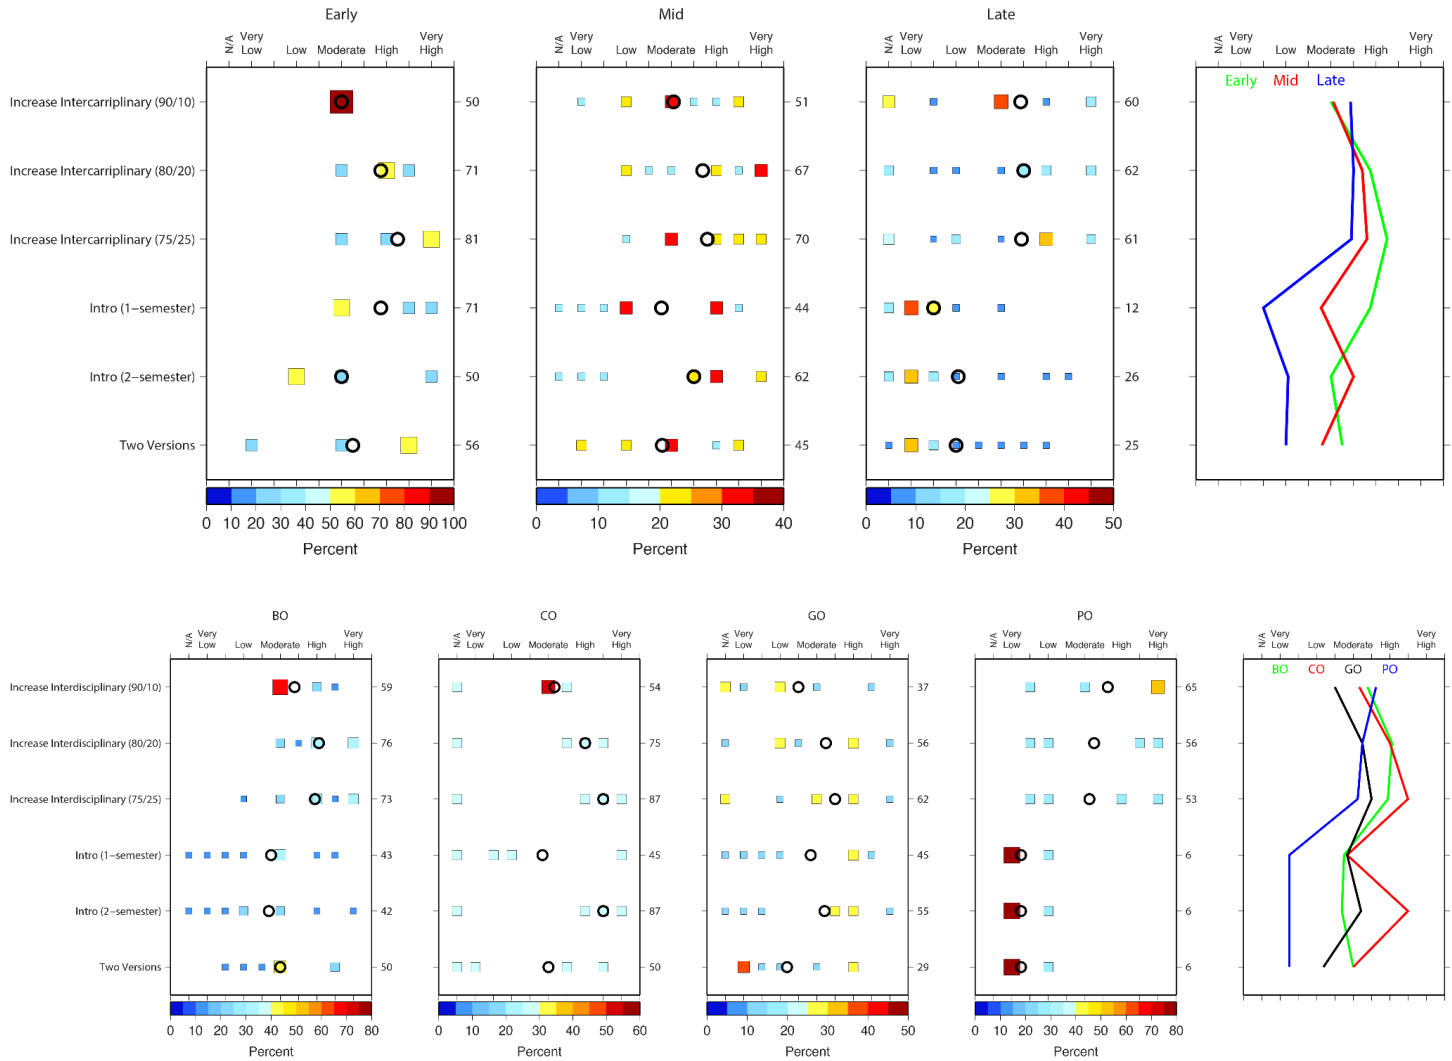 Early
Mid
Late
N/A Very Low Low Moderate High Very High
N/A Very Low Low Moderate High Very High
N/A Very Low Low Moderate High Very High
N/A Very Low Low Moderate High Very High
Early Mid Late
Increase Intercarriplinary (90/10) 50 51 60
Increase Intercarriplinary (80/20) 71 67 62
Increase Intercarriplinary (75/25) 81 70 61
Intro (1−semester) 71 44 12
Intro (2−semester) 50 62 26
Two Versions 56 45 25
0 10 20 30 40 50 60 70 80 90 100
0 10 20 30 40
0 10 20 30 40 50
Percent
Percent
Percent
BO
CO
GO
PO
N/A Very Low Low Moderate High Very High
N/A Very Low Low Moderate High Very High
N/A Very Low Low Moderate High Very High
N/A Very Low Low Moderate High Very High
N/A Very Low Low Moderate High Very High
BO CO GO PO
Increase Interdisciplinary (90/10) 59 54 37 65
Increase Interdisciplinary (80/20) 76 75 56 56
Increase Interdisciplinary (75/25) 73 87 62 53
Intro (1−semester) 43 45 45 6
Intro (2−semester) 42 87 55 6
Two Versions 50 50 29 6
0 10 20 30 40 50 60 70 80
0 10 20 30 40 50 60
0 10 20 30 40 50
0 10 20 30 40 50 60 70 80
Percent
Percent
Percent
Percent